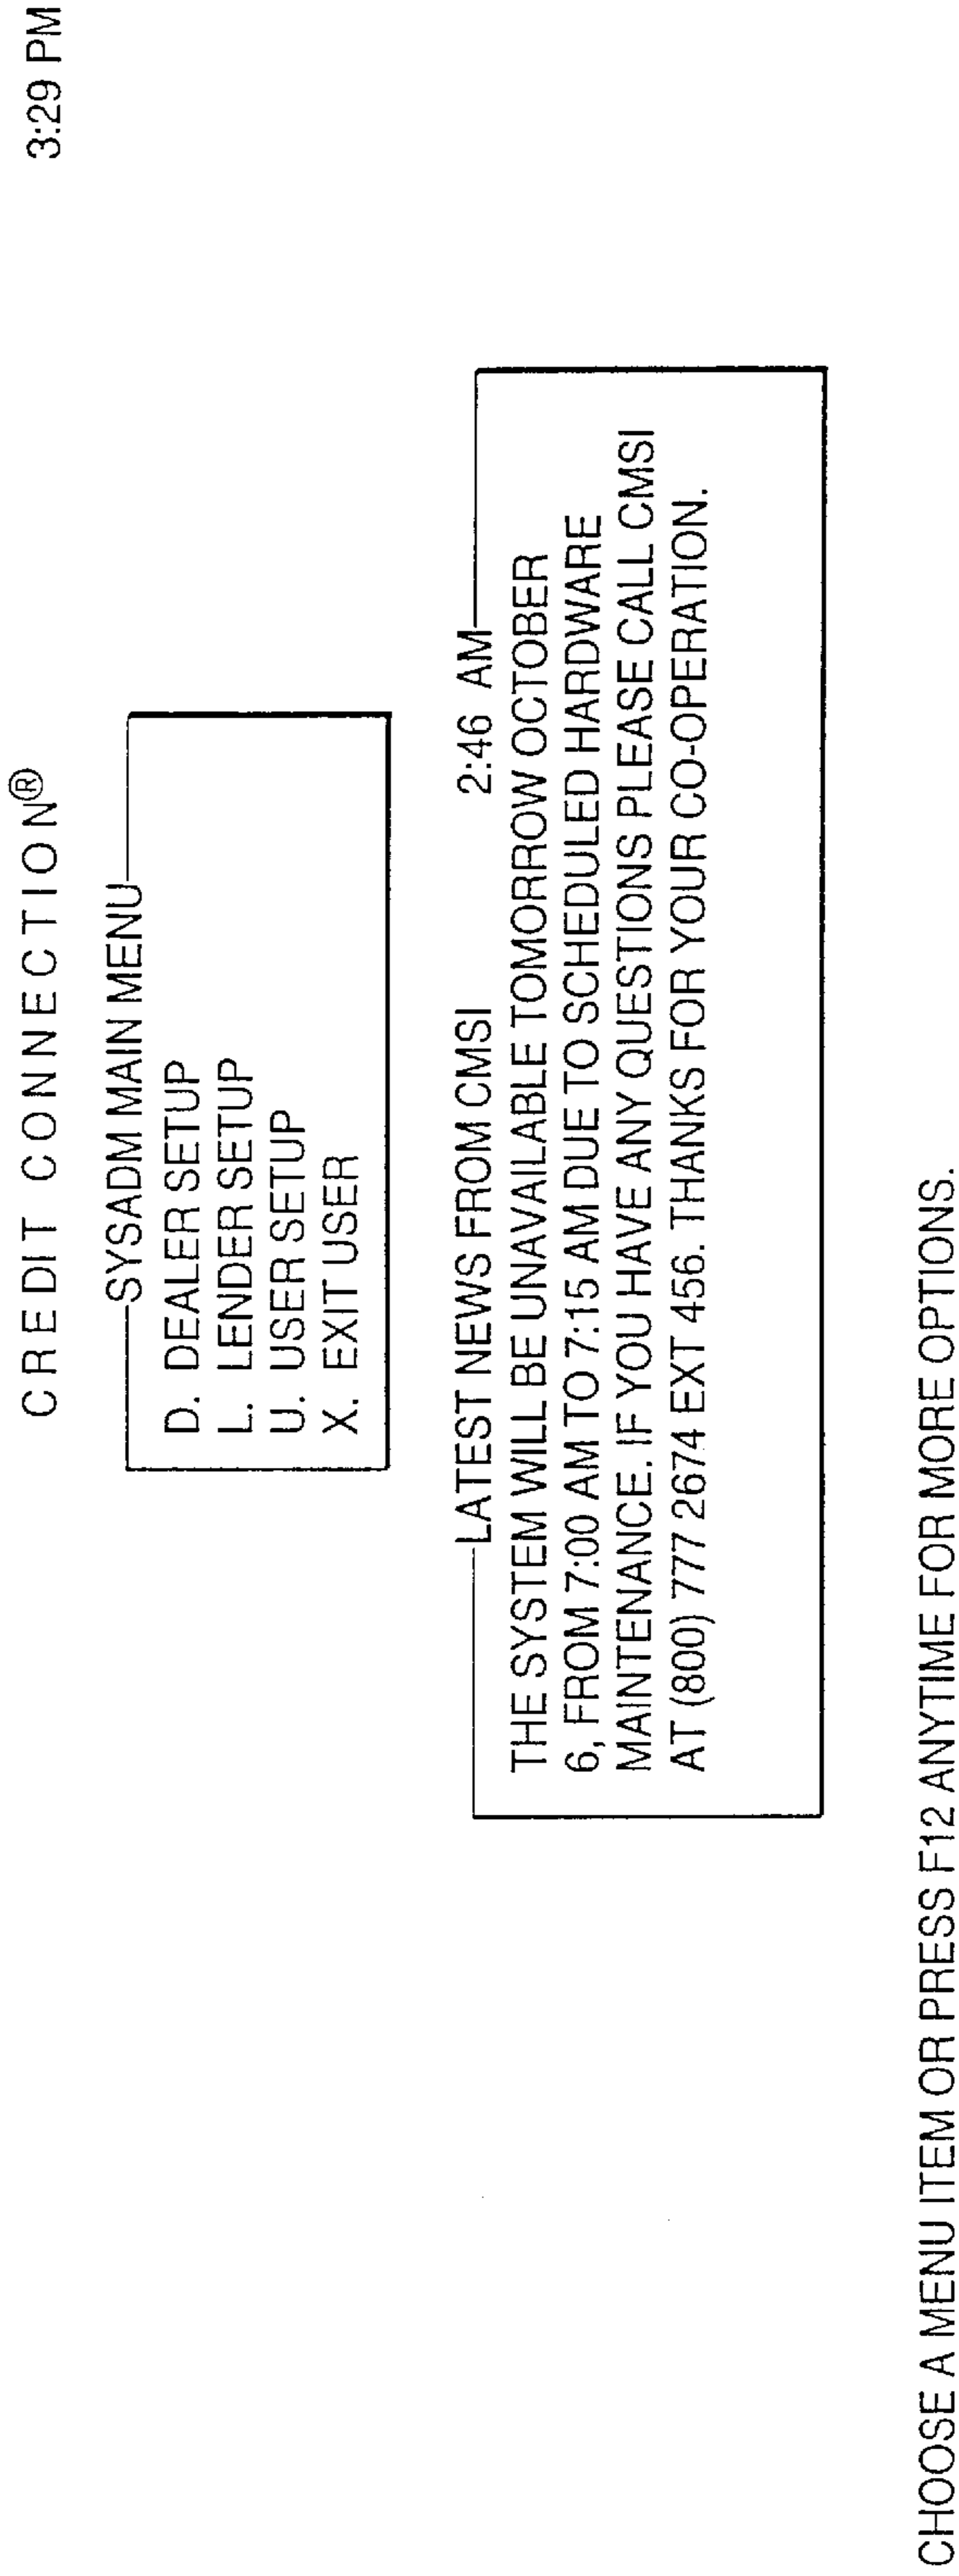 CREDIT CONNECTION® 3:29 PM
SYSADM MAIN MENU
D. DEALER SETUP
L. LENDER SETUP
U. USER SETUP
X. EXIT USER
LATEST NEWS FROM CMSI 2:46 AM
THE SYSTEM WILL BE UNAVAILABLE TOMORROW OCTOBER
6, FROM 7:00 AM TO 7:15 AM DUE TO SCHEDULED HARDWARE
MAINTENANCE. IF YOU HAVE ANY QUESTIONS PLEASE CALL CMSI
AT (800) 777 2674 EXT 456. THANKS FOR YOUR CO-OPERATION.
CHOOSE A MENU ITEM OR PRESS F12 ANYTIME FOR MORE OPTIONS.